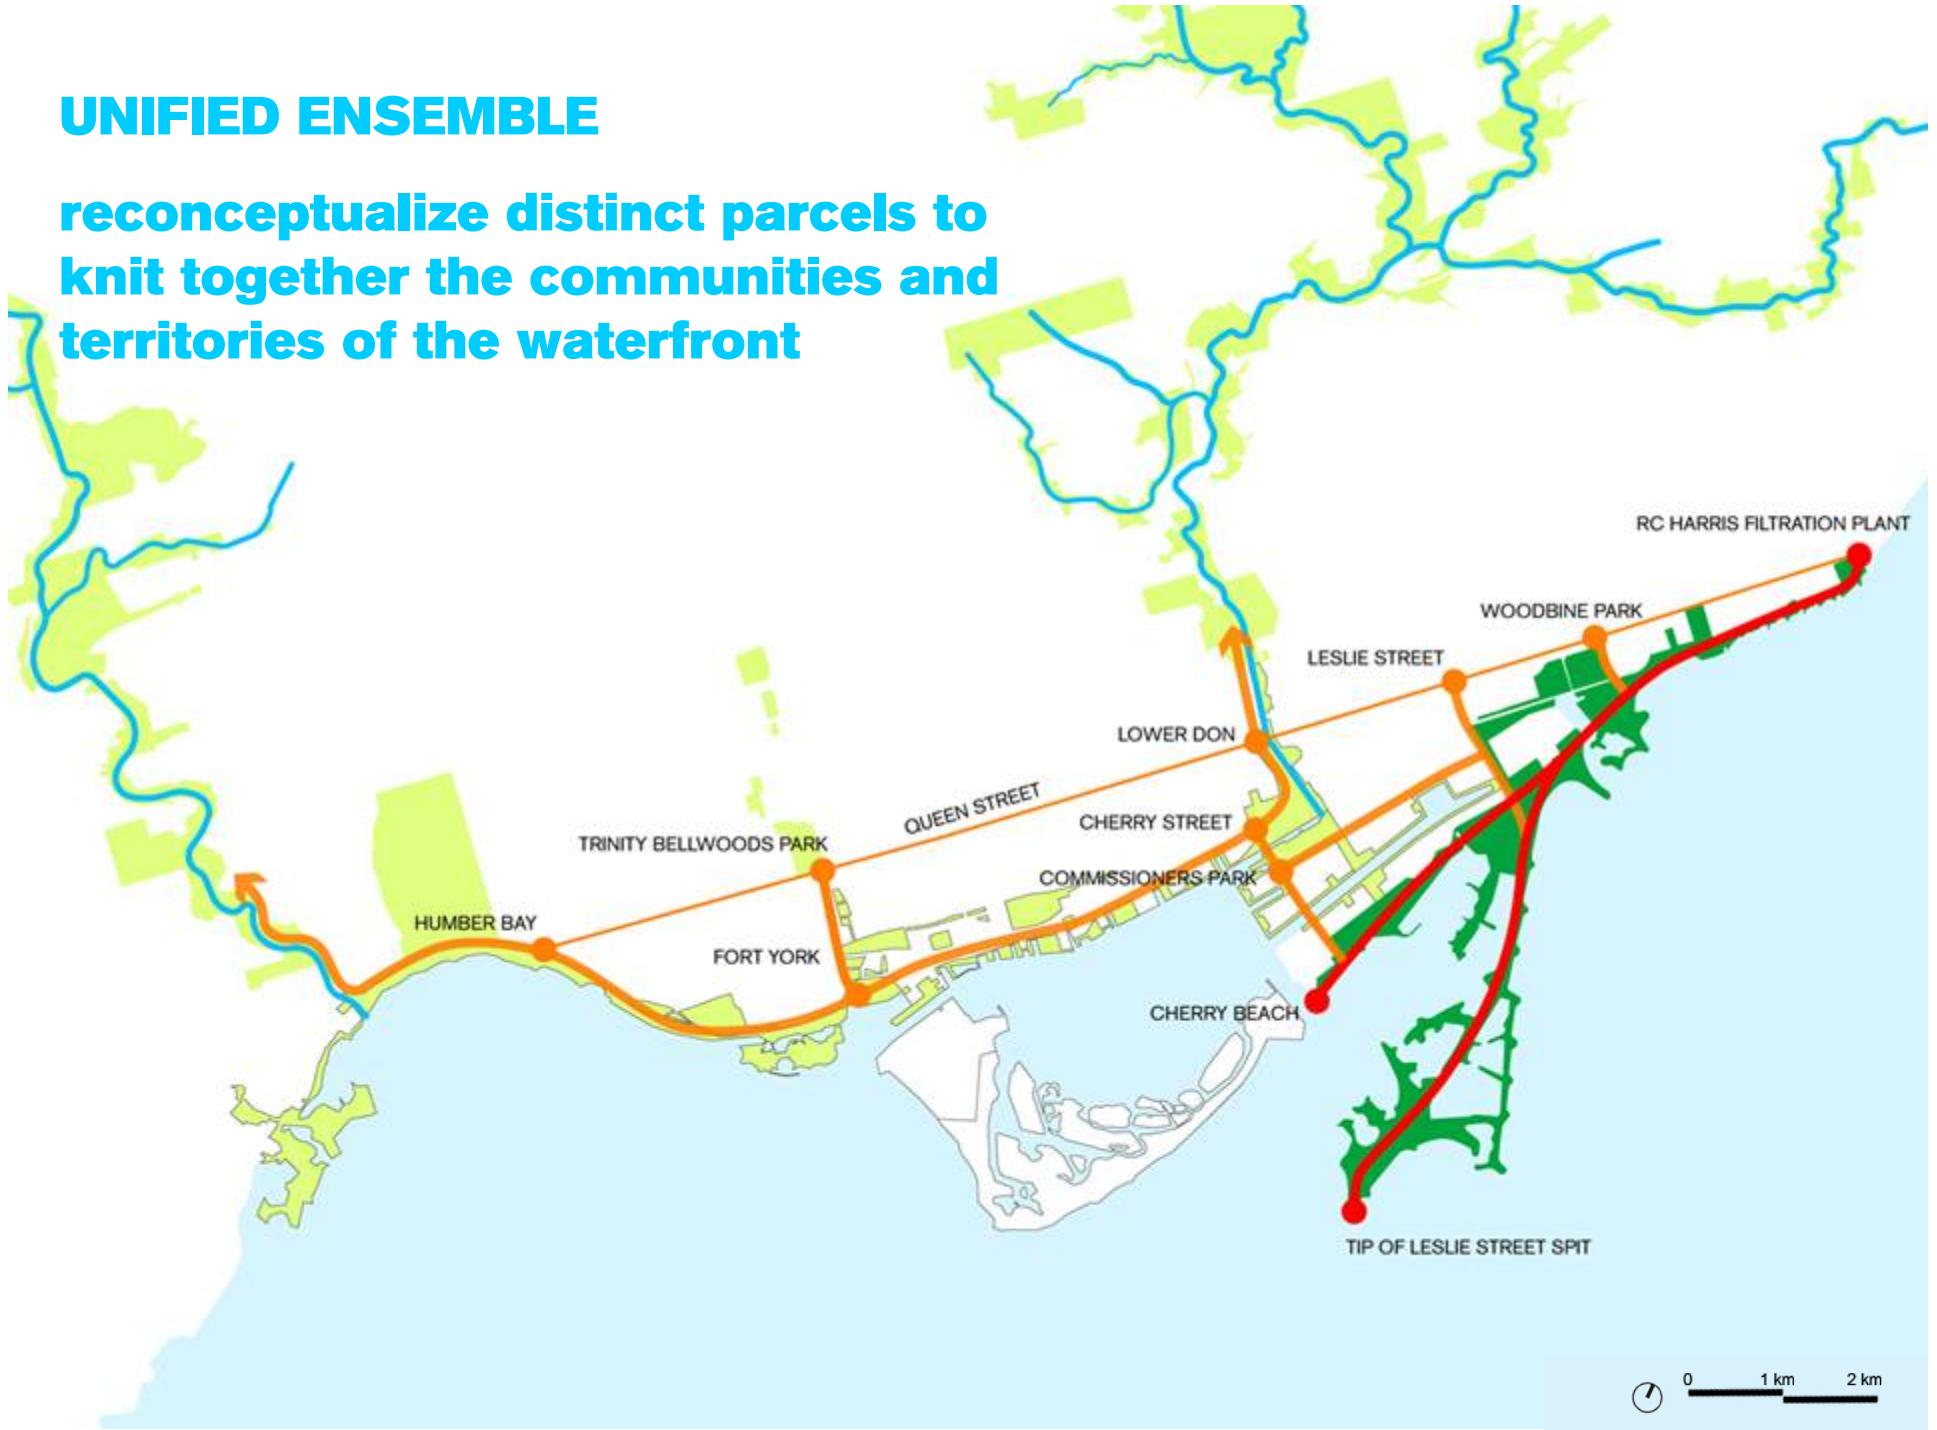 UNIFIED ENSEMBLE
reconceptualize distinct parcels to
knit together the communities and
territories of the waterfront
RC HARRIS FILTRATION PLANT
WOODBINE PARK
LESLIE STREET
LOWER DON
QUEEN STREET
CHERRY STREET
TRINITY BELLWOODS PARK
COMMISSIONERS PARK
HUMBER BAY
FORT YORK
CHERRY BEACH
TIP OF LESLIE STREET SPIT
0 1 km 2 km